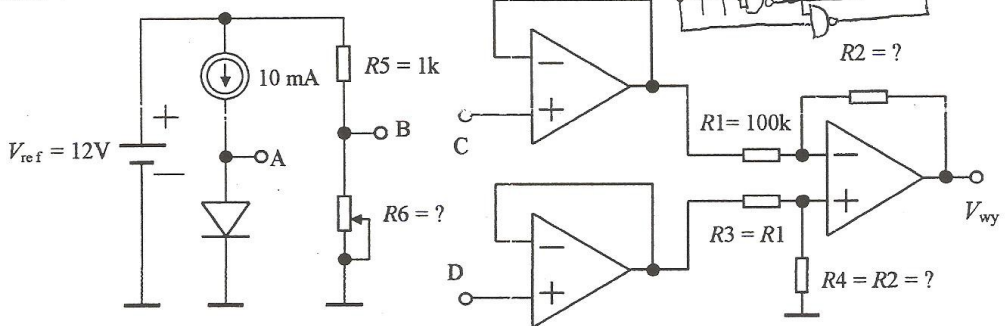 R2 = ?
R5 = 1k
10 mA
R1 = 100k
B
C
Vref = 12V
+
−
A
R6 = ?
R3 = R1
Vwy
D
R4 = R2 = ?
−
+
−
+
−
+